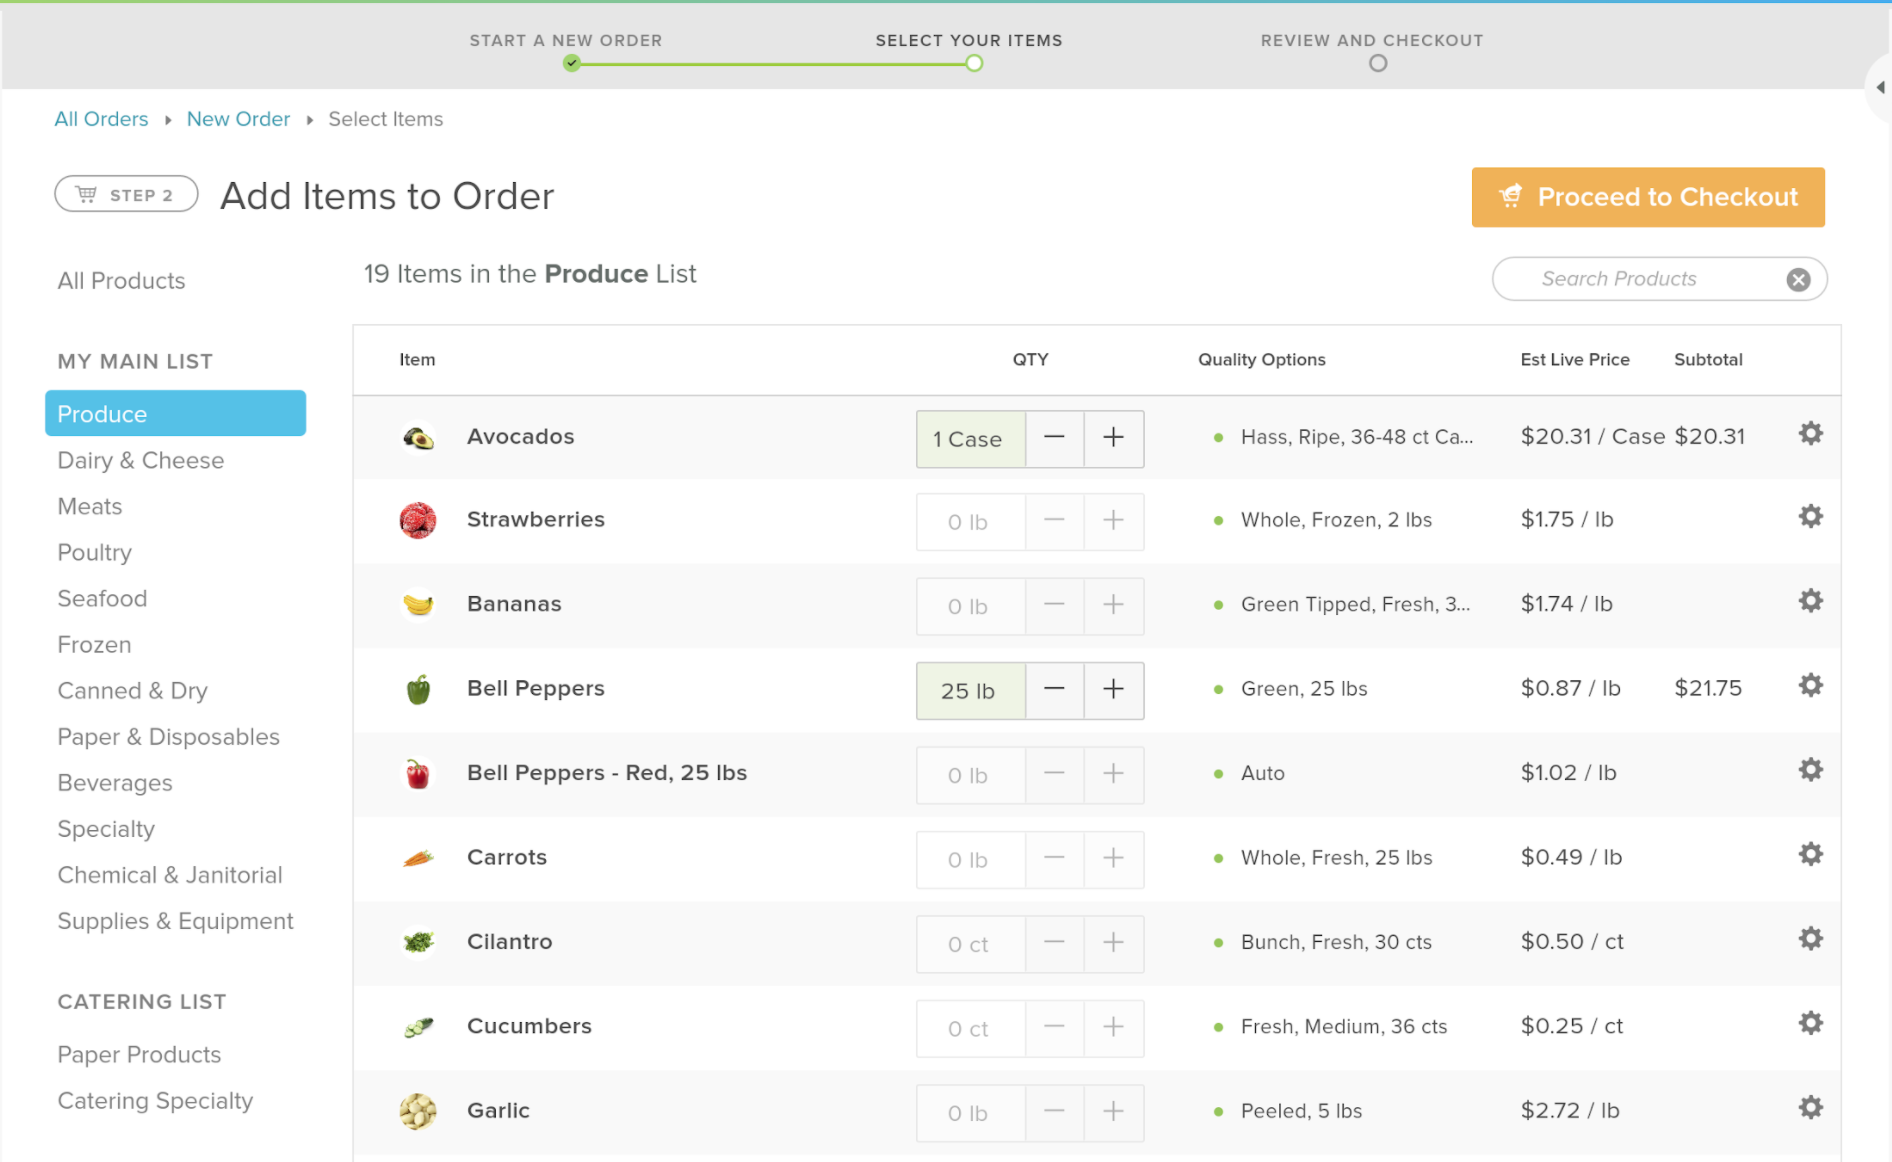 START A NEW ORDER
SELECT YOUR ITEMS
REVIEW AND CHECKOUT
All Orders New Order Select Items
STEP 2
Add Items to Order
Proceed to Checkout
All Products
MY MAIN LIST
Produce
Dairy & Cheese
Meats
Poultry
Seafood
Frozen
Canned & Dry
Paper & Disposables
Beverages
Specialty
Chemical & Janitorial
Supplies & Equipment
CATERING LIST
Paper Products
Catering Specialty
19 Items in the Produce List
Search Products
Item QTY Quality Options Est Live Price Subtotal
Avocados 1 Case — + Hass, Ripe, 36-48 ct Ca... $20.31 / Case $20.31
Strawberries 0 lb — + Whole, Frozen, 2 lbs $1.75 / lb
Bananas 0 lb — + Green Tipped, Fresh, 3... $1.74 / lb
Bell Peppers 25 lb — + Green, 25 lbs $0.87 / lb $21.75
Bell Peppers - Red, 25 lbs 0 lb — + Auto $1.02 / lb
Carrots 0 lb — + Whole, Fresh, 25 lbs $0.49 / lb
Cilantro 0 ct — + Bunch, Fresh, 30 cts $0.50 / ct
Cucumbers 0 ct — + Fresh, Medium, 36 cts $0.25 / ct
Garlic 0 lb — + Peeled, 5 lbs $2.72 / lb